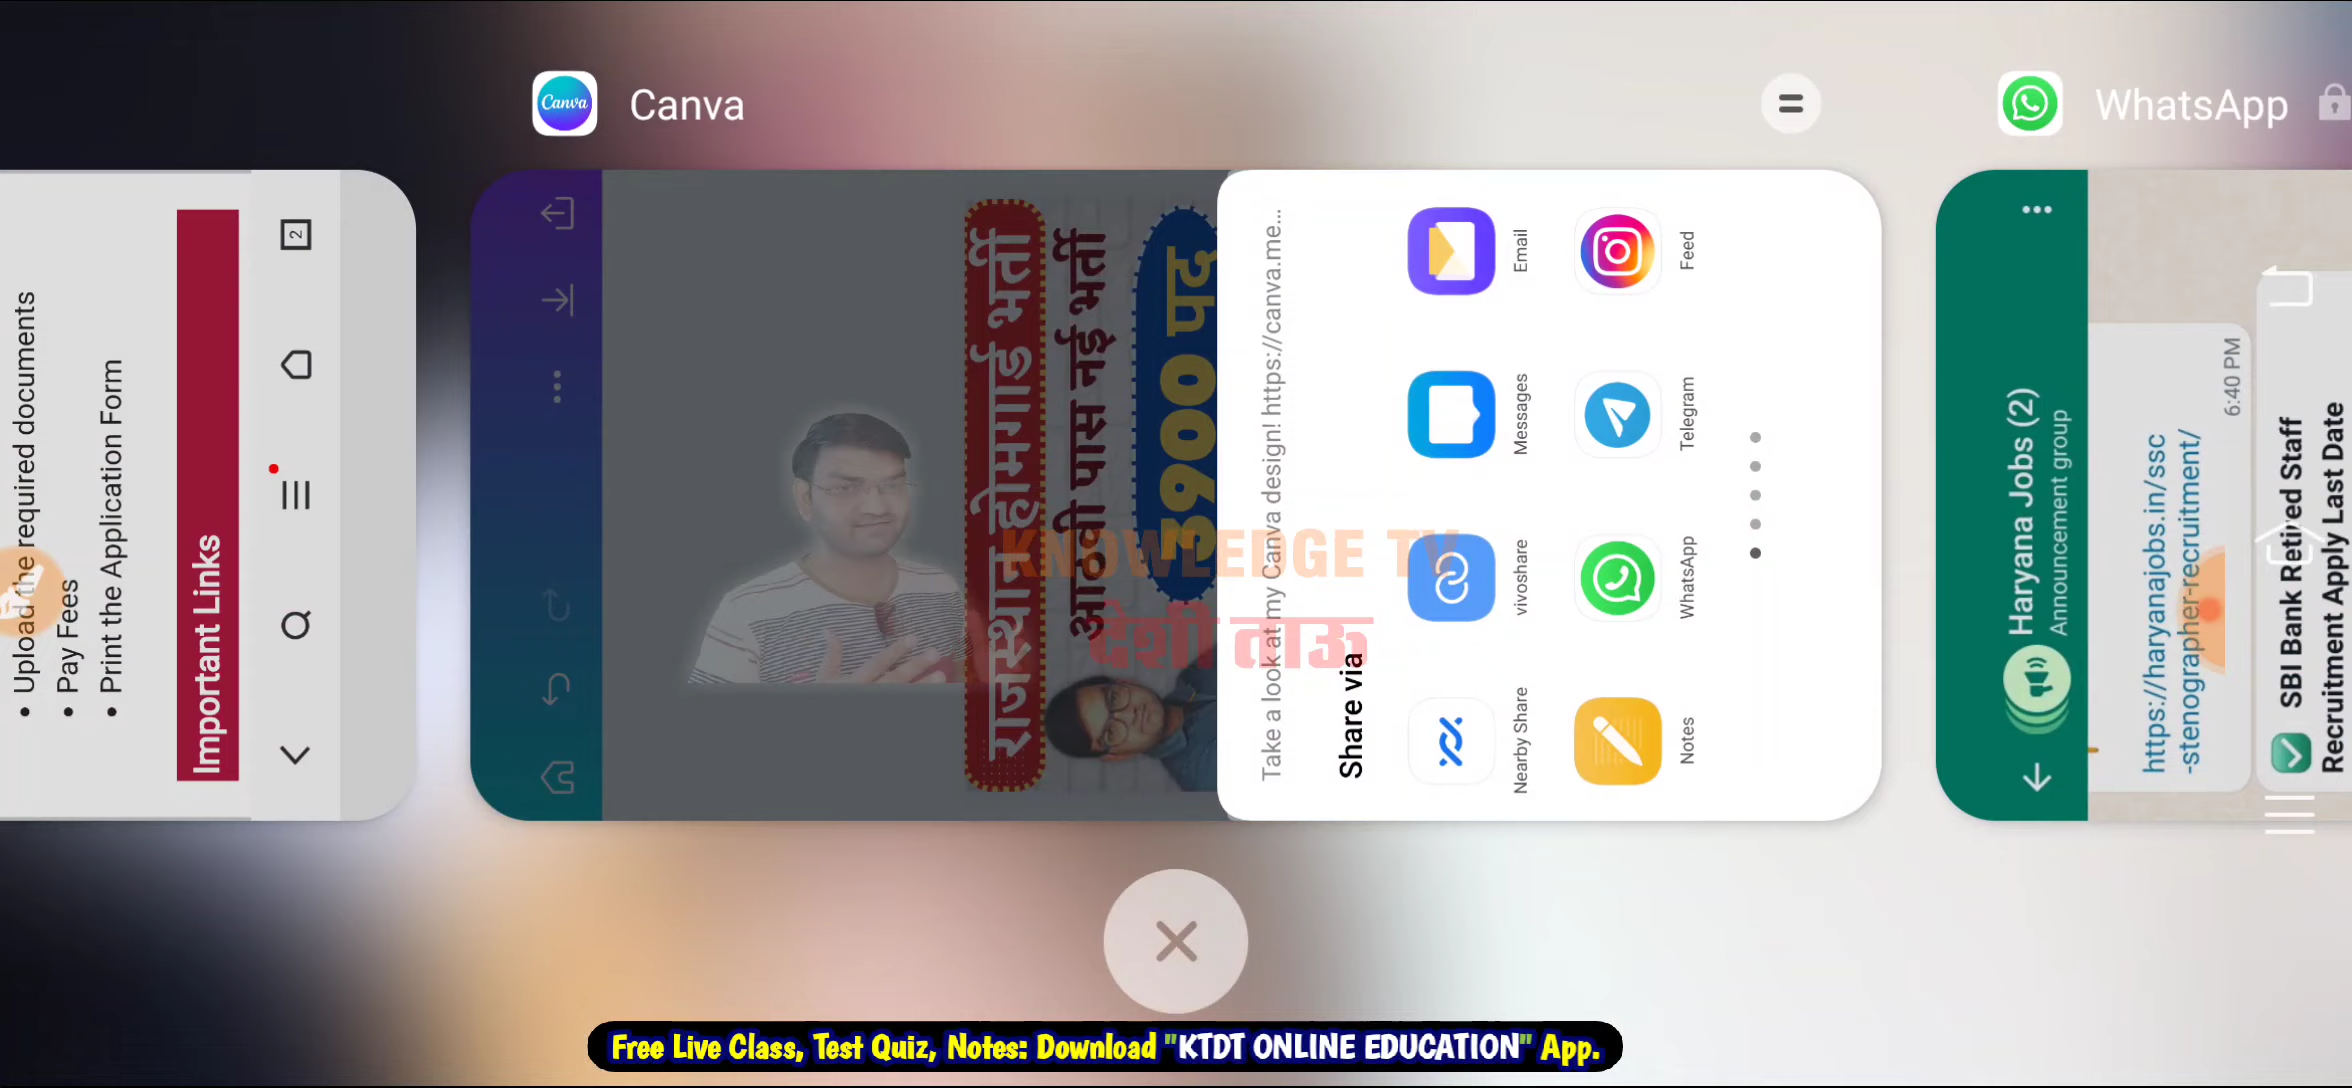 Canva
Canva
WhatsApp
Upload the required documents
Pay Fees
Print the Application Form
Important Links
2
राजस्थान होमगार्ड भर्ती
आठवी पास नई भर्ती
3900 पद
Take a look at my Canva design! https://canva.me...
Share via
Nearby Share
vivoshare
Messages
Email
Notes
WhatsApp
Telegram
Feed
KNOWLEDGE TV
देशी ताऊ
Haryana Jobs (2)
Announcement group
https://haryanajobs.in/ssc
-stenographer-recruitment/
6:40 PM
SBI Bank Retired Staff
Recruitment Apply Last Date
Free Live Class, Test Quiz, Notes: Download "KTDT ONLINE EDUCATION" App.